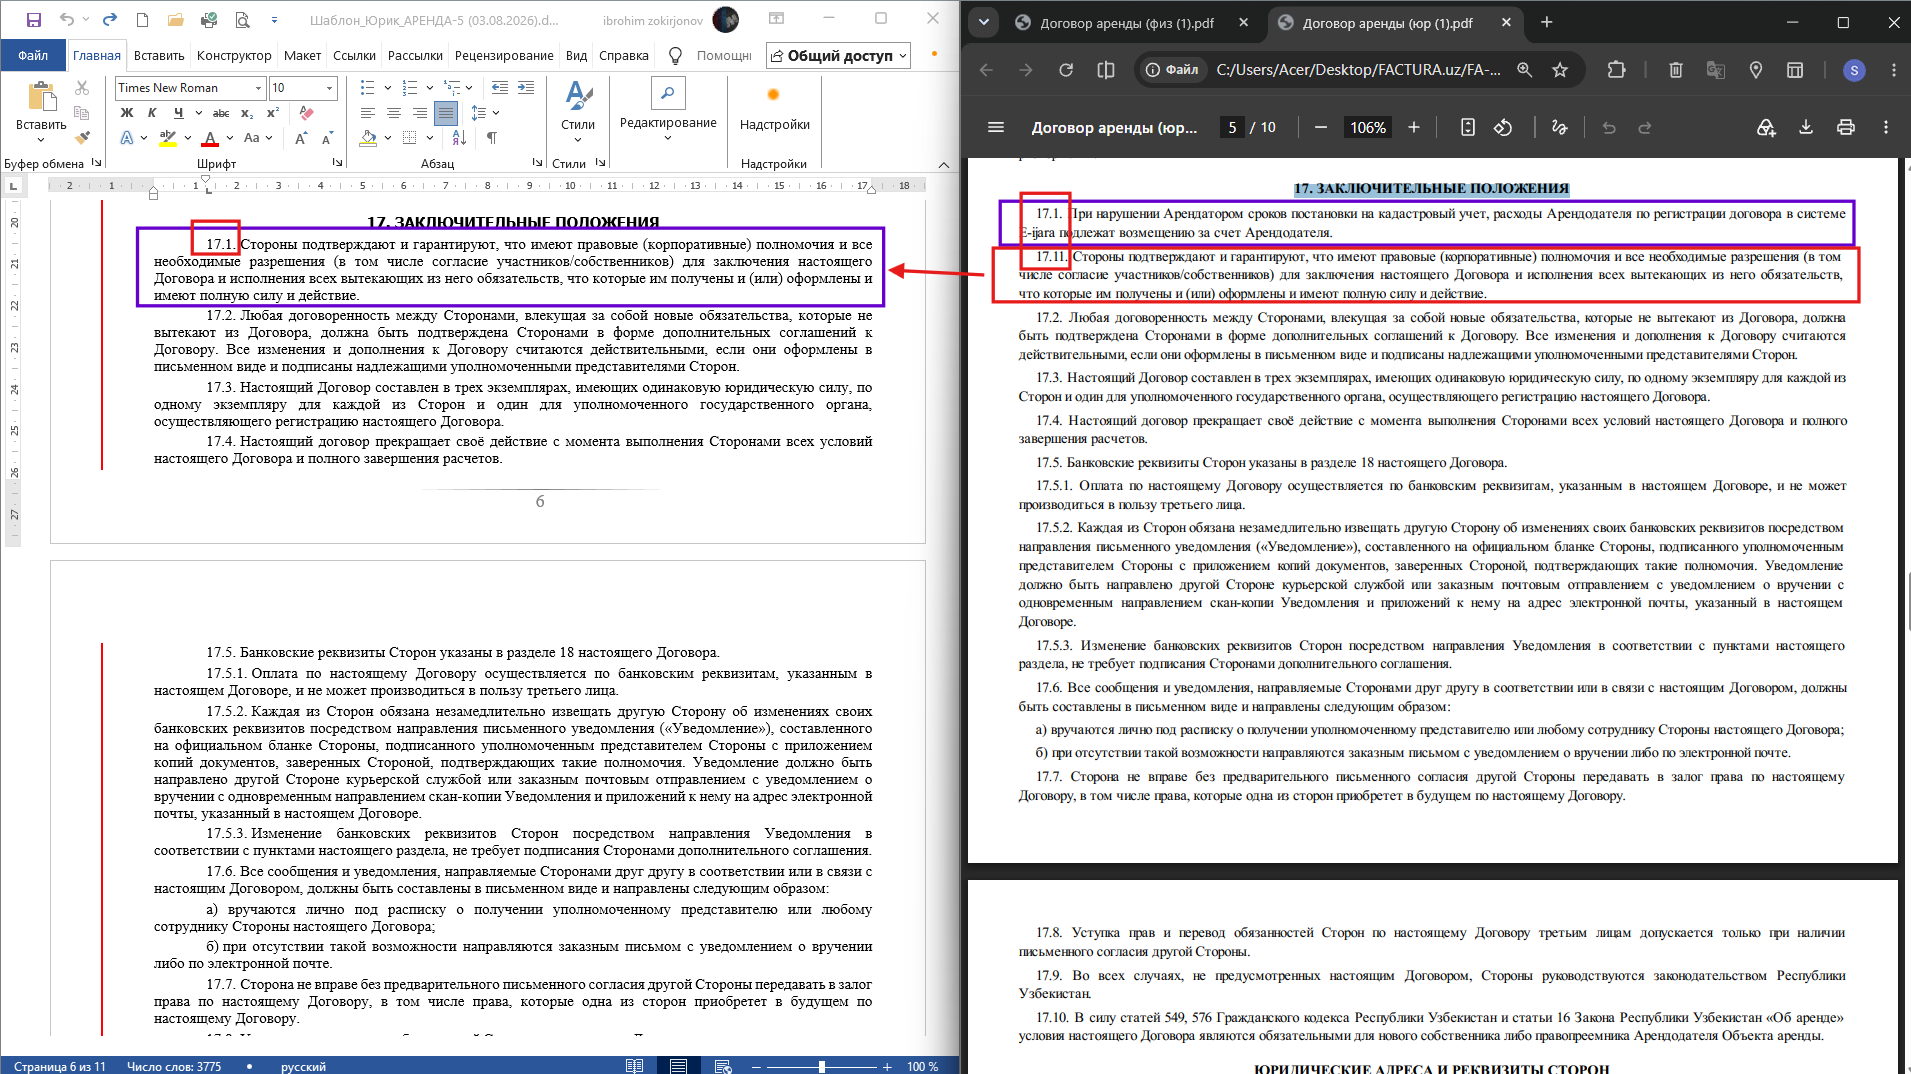 Шаблон_Юрик_АРЕНДА-5 (03.08.2026).d...
ibrohim zokirjonov
Файл
Главная
Вставить
Конструктор
Макет
Ссылки
Рассылки
Рецензирование
Вид
Справка
Помощн
Общий доступ
Вставить
Буфер обмена
Times New Roman
10
Ж К Ч abc x₂ x²
А ab А Aa А А
Шрифт
Абзац
Стили
Стили
Редактирование
Надстройки
Надстройки
2 1 1 2 3 4 5 6 7 8 9 10 11 12 13 14 15 16 17 18
20
21
22
23
24
25
26
27
17. ЗАКЛЮЧИТЕЛЬНЫЕ ПОЛОЖЕНИЯ
17.1. Стороны подтверждают и гарантируют, что имеют правовые (корпоративные) полномочия и все
необходимые разрешения (в том числе согласие участников/собственников) для заключения настоящего
Договора и исполнения всех вытекающих из него обязательств, что которые им получены и (или) оформлены и
имеют полную силу и действие.
17.2. Любая договоренность между Сторонами, влекущая за собой новые обязательства, которые не
вытекают из Договора, должна быть подтверждена Сторонами в форме дополнительных соглашений к
Договору. Все изменения и дополнения к Договору считаются действительными, если они оформлены в
письменном виде и подписаны надлежащими уполномоченными представителями Сторон.
17.3. Настоящий Договор составлен в трех экземплярах, имеющих одинаковую юридическую силу, по
одному экземпляру для каждой из Сторон и один для уполномоченного государственного органа,
осуществляющего регистрацию настоящего Договора.
17.4. Настоящий договор прекращает своё действие с момента выполнения Сторонами всех условий
настоящего Договора и полного завершения расчетов.
6
17.5. Банковские реквизиты Сторон указаны в разделе 18 настоящего Договора.
17.5.1. Оплата по настоящему Договору осуществляется по банковским реквизитам, указанным в
настоящем Договоре, и не может производиться в пользу третьего лица.
17.5.2. Каждая из Сторон обязана незамедлительно извещать другую Сторону об изменениях своих
банковских реквизитов посредством направления письменного уведомления («Уведомление»), составленного
на официальном бланке Стороны, подписанного уполномоченным представителем Стороны с приложением
копий документов, заверенных Стороной, подтверждающих такие полномочия. Уведомление должно быть
направлено другой Стороне курьерской службой или заказным почтовым отправлением с уведомлением о
вручении с одновременным направлением скан-копии Уведомления и приложений к нему на адрес электронной
почты, указанный в настоящем Договоре.
17.5.3. Изменение банковских реквизитов Сторон посредством направления Уведомления в
соответствии с пунктами настоящего раздела, не требует подписания Сторонами дополнительного соглашения.
17.6. Все сообщения и уведомления, направляемые Сторонами друг другу в соответствии или в связи с
настоящим Договором, должны быть составлены в письменном виде и направлены следующим образом:
а) вручаются лично под расписку о получении уполномоченному представителю или любому
сотруднику Стороны настоящего Договора;
б) при отсутствии такой возможности направляются заказным письмом с уведомлением о вручении
либо по электронной почте.
17.7. Сторона не вправе без предварительного письменного согласия другой Стороны передавать в залог
права по настоящему Договору, в том числе права, которые одна из сторон приобретет в будущем по
настоящему Договору.
Страница 6 из 11
Число слов: 3775
русский
100 %
Договор аренды (физ (1).pdf
Договор аренды (юр (1).pdf
Файл
C:/Users/Acer/Desktop/FACTURA.uz/FA-...
S
Договор аренды (юр...
5 / 10
106%
17. ЗАКЛЮЧИТЕЛЬНЫЕ ПОЛОЖЕНИЯ
17.1. При нарушении Арендатором сроков постановки на кадастровый учет, расходы Арендодателя по регистрации договора в системе
E-ijara подлежат возмещению за счет Арендодателя.
17.11. Стороны подтверждают и гарантируют, что имеют правовые (корпоративные) полномочия и все необходимые разрешения (в том
числе согласие участников/собственников) для заключения настоящего Договора и исполнения всех вытекающих из него обязательств,
что которые им получены и (или) оформлены и имеют полную силу и действие.
17.2. Любая договоренность между Сторонами, влекущая за собой новые обязательства, которые не вытекают из Договора, должна
быть подтверждена Сторонами в форме дополнительных соглашений к Договору. Все изменения и дополнения к Договору считаются
действительными, если они оформлены в письменном виде и подписаны надлежащими уполномоченными представителями Сторон.
17.3. Настоящий Договор составлен в трех экземплярах, имеющих одинаковую юридическую силу, по одному экземпляру для каждой из
Сторон и один для уполномоченного государственного органа, осуществляющего регистрацию настоящего Договора.
17.4. Настоящий договор прекращает своё действие с момента выполнения Сторонами всех условий настоящего Договора и полного
завершения расчетов.
17.5. Банковские реквизиты Сторон указаны в разделе 18 настоящего Договора.
17.5.1. Оплата по настоящему Договору осуществляется по банковским реквизитам, указанным в настоящем Договоре, и не может
производиться в пользу третьего лица.
17.5.2. Каждая из Сторон обязана незамедлительно извещать другую Сторону об изменениях своих банковских реквизитов посредством
направления письменного уведомления («Уведомление»), составленного на официальном бланке Стороны, подписанного уполномоченным
представителем Стороны с приложением копий документов, заверенных Стороной, подтверждающих такие полномочия. Уведомление
должно быть направлено другой Стороне курьерской службой или заказным почтовым отправлением с уведомлением о вручении с
одновременным направлением скан-копии Уведомления и приложений к нему на адрес электронной почты, указанный в настоящем
Договоре.
17.5.3. Изменение банковских реквизитов Сторон посредством направления Уведомления в соответствии с пунктами настоящего
раздела, не требует подписания Сторонами дополнительного соглашения.
17.6. Все сообщения и уведомления, направляемые Сторонами друг другу в соответствии или в связи с настоящим Договором, должны
быть составлены в письменном виде и направлены следующим образом:
а) вручаются лично под расписку о получении уполномоченному представителю или любому сотруднику Стороны настоящего Договора;
б) при отсутствии такой возможности направляются заказным письмом с уведомлением о вручении либо по электронной почте.
17.7. Сторона не вправе без предварительного письменного согласия другой Стороны передавать в залог права по настоящему
Договору, в том числе права, которые одна из сторон приобретет в будущем по настоящему Договору.
17.8. Уступка прав и перевод обязанностей Сторон по настоящему Договору третьим лицам допускается только при наличии
письменного согласия другой Стороны.
17.9. Во всех случаях, не предусмотренных настоящим Договором, Стороны руководствуются законодательством Республики
Узбекистан.
17.10. В силу статей 549, 576 Гражданского кодекса Республики Узбекистан и статьи 16 Закона Республики Узбекистан «Об аренде»
условия настоящего Договора являются обязательными для нового собственника либо правопреемника Арендодателя Объекта аренды.
ЮРИДИЧЕСКИЕ АДРЕСА И РЕКВИЗИТЫ СТОРОН